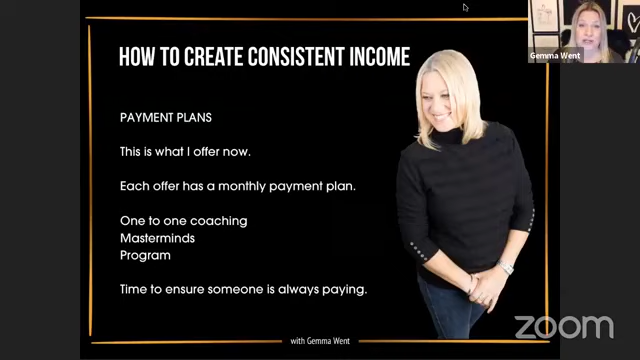 HOW TO CREATE CONSISTENT INCOME
Gemma Went
PAYMENT PLANS
This is what I offer now.
Each offer has a monthly payment plan.
One to one coaching
Masterminds
Program
Time to ensure someone is always paying.
with Gemma Went
zoom